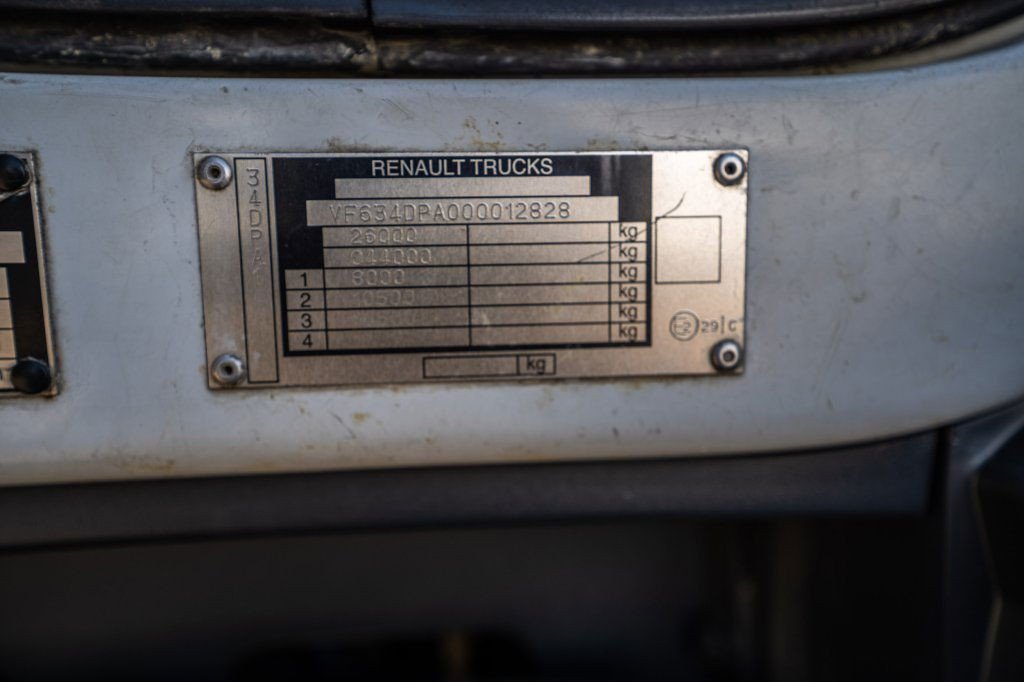 RENAULT TRUCKS
34DPA
VF634DPA000012828
26000 kg
044000 kg
1 8000 kg
2 10500 kg
3 kg
4 kg
kg
E2 29|C